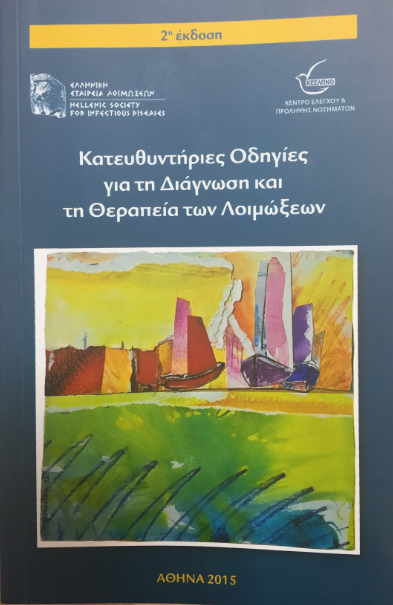 2η έκδοση
ΕΛΛΗΝΙΚΗ
ΕΤΑΙΡΕΙΑ ΛΟΙΜΩΞΕΩΝ
HELLENIC SOCIETY
FOR INFECTIOUS DISEASES
ΚΕΕΛΠΝΟ
ΚΕΝΤΡΟ ΕΛΕΓΧΟΥ &
ΠΡΟΛΗΨΗΣ ΝΟΣΗΜΑΤΩΝ
Κατευθυντήριες Οδηγίες
για τη Διάγνωση και
τη Θεραπεία των Λοιμώξεων
ΑΘΗΝΑ 2015